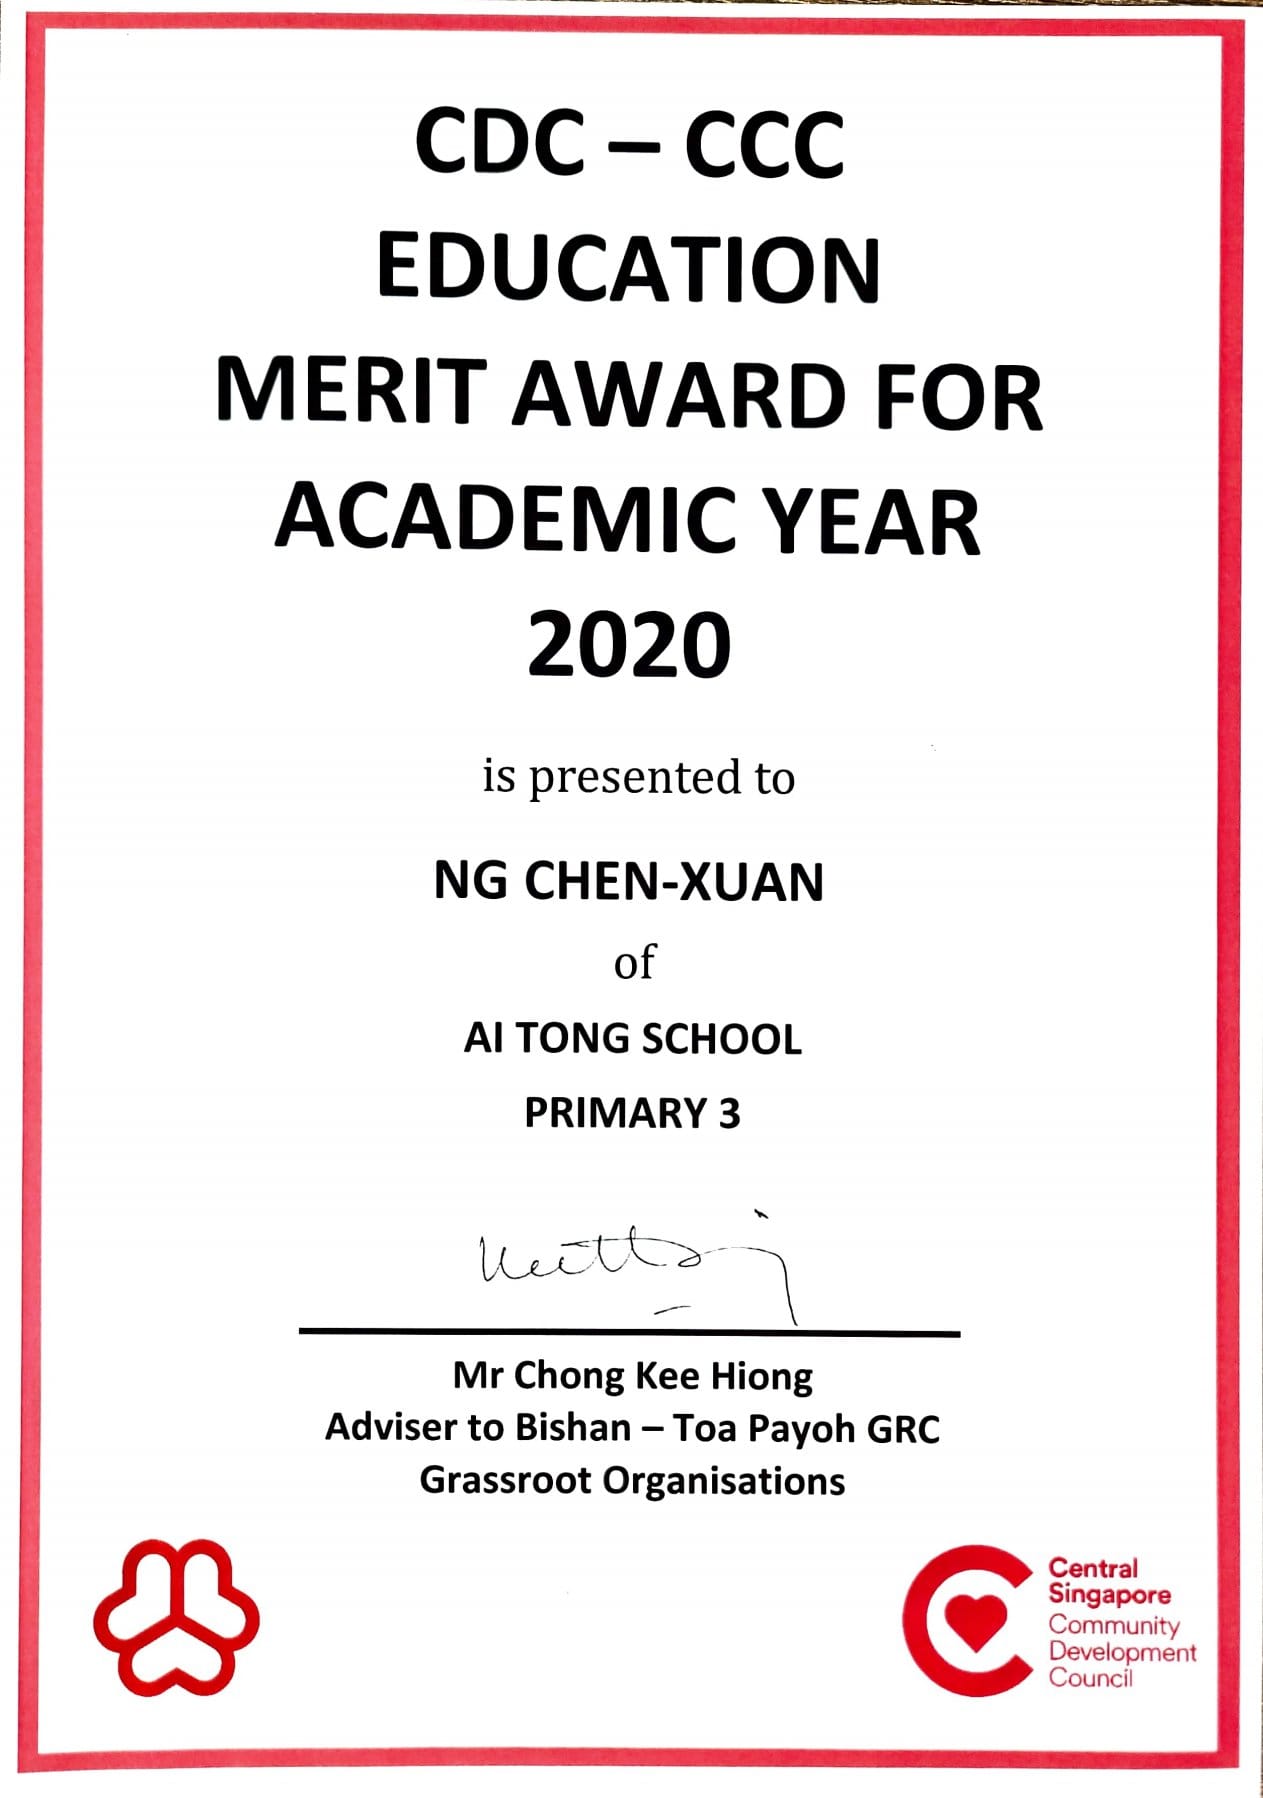 CDC – CCC
EDUCATION
MERIT AWARD FOR
ACADEMIC YEAR
2020
is presented to
NG CHEN-XUAN
of
AI TONG SCHOOL
PRIMARY 3
Mr Chong Kee Hiong
Adviser to Bishan – Toa Payoh GRC
Grassroot Organisations
Central
Singapore
Community
Development
Council